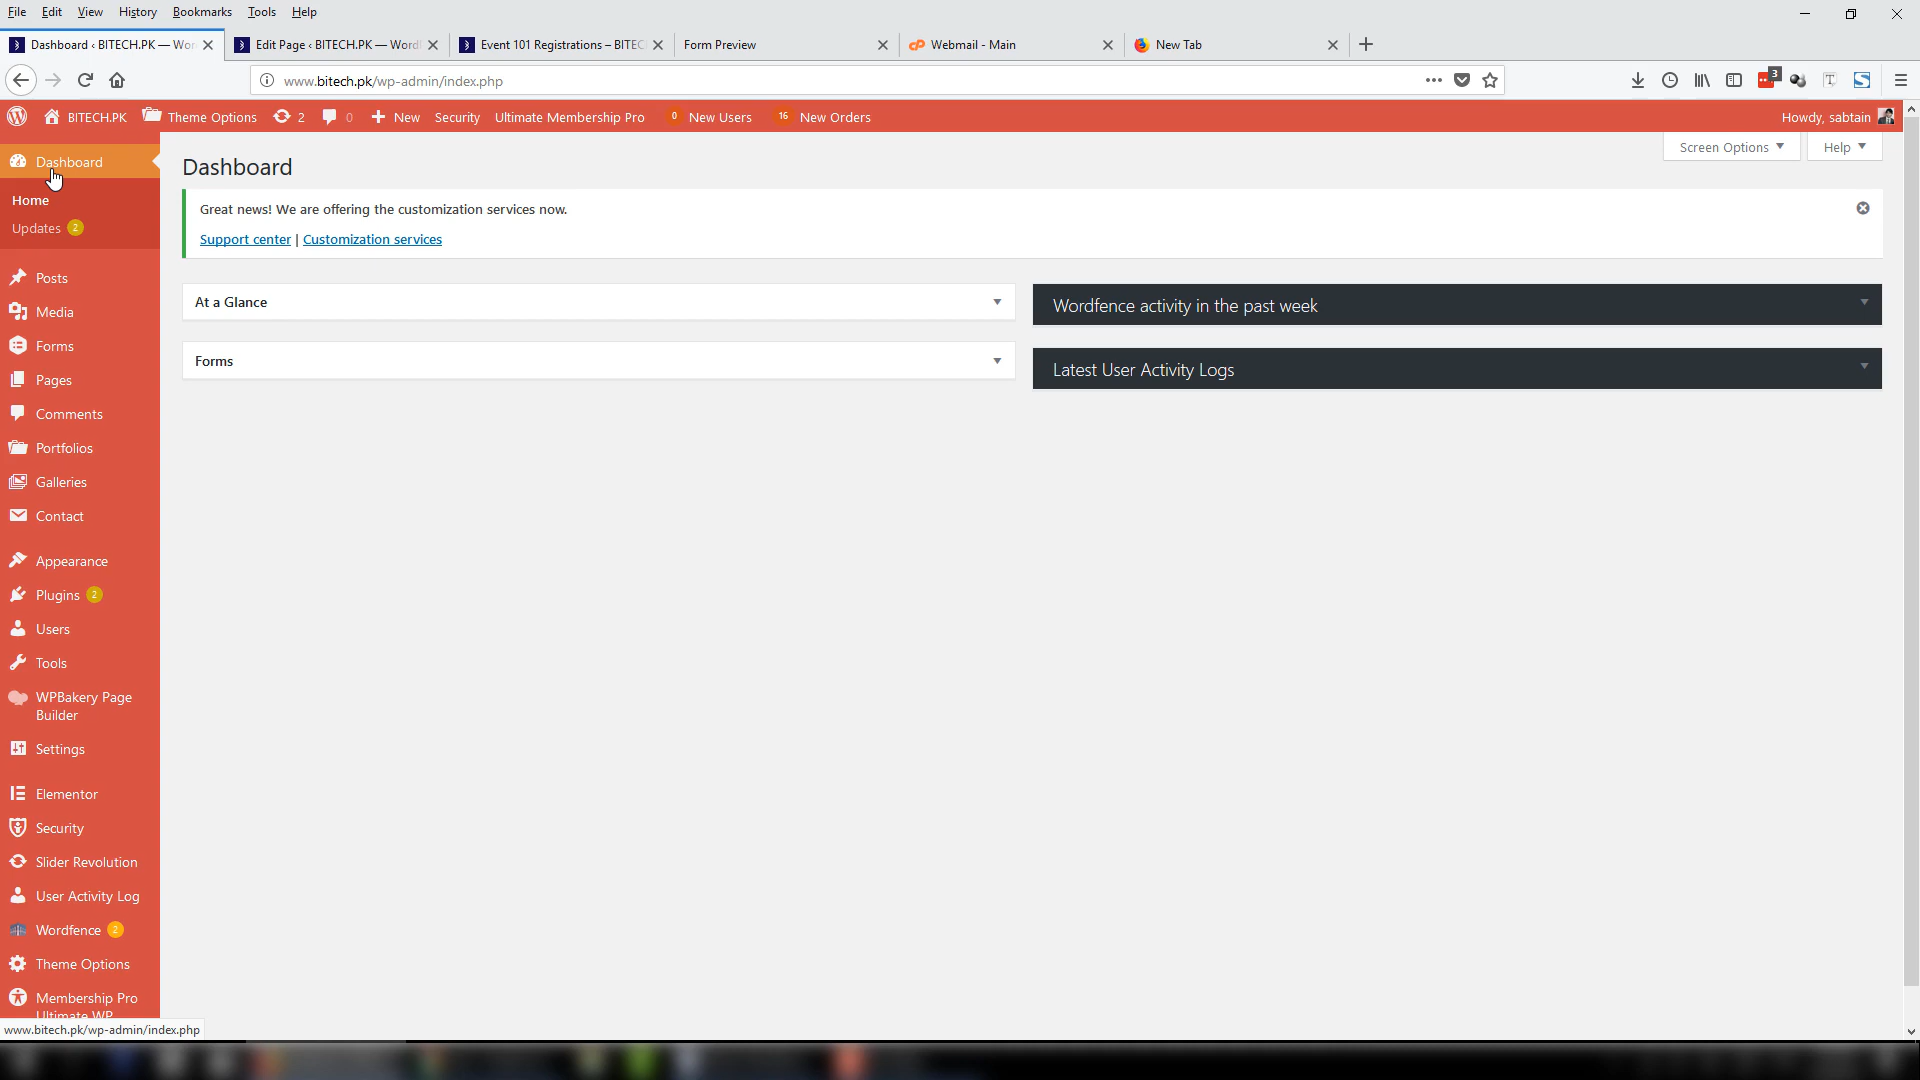 File Edit View History Bookmarks Tools Help
Dashboard ‹ BITECH.PK — Wor Edit Page ‹ BITECH.PK — Word Event 101 Registrations – BITEC Form Preview Webmail - Main New Tab
www.bitech.pk/wp-admin/index.php
3
BITECH.PK Theme Options 2 0 New Security Ultimate Membership Pro 0 New Users 16 New Orders Howdy, sabtain
Dashboard
Home
Updates 2
Posts
Media
Forms
Pages
Comments
Portfolios
Galleries
Contact
Appearance
Plugins 2
Users
Tools
WPBakery Page
Builder
Settings
Elementor
Security
Slider Revolution
User Activity Log
Wordfence 2
Theme Options
Membership Pro
Ultimate WP
www.bitech.pk/wp-admin/index.php
Screen Options Help
Dashboard
Great news! We are offering the customization services now.
Support center | Customization services
At a Glance
Forms
Wordfence activity in the past week
Latest User Activity Logs